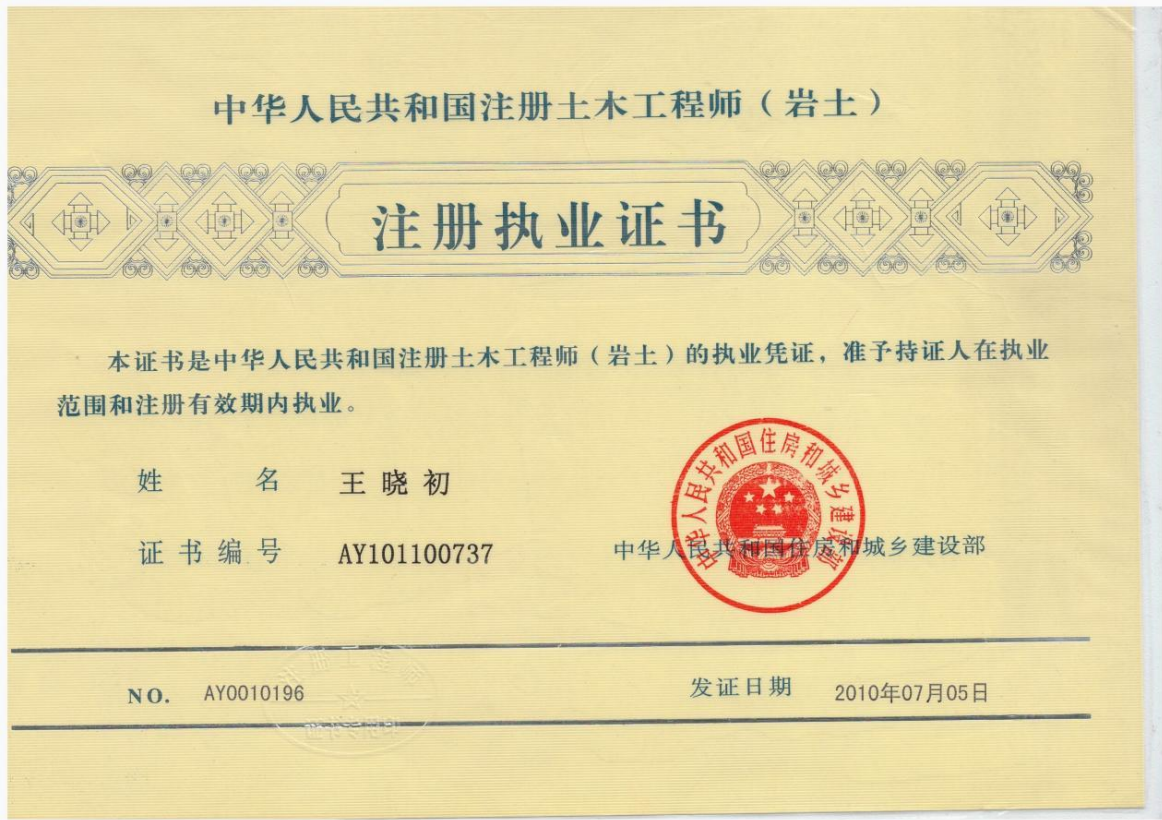 中华人民共和国注册土木工程师（岩土）
注册执业证书
本证书是中华人民共和国注册土木工程师（岩土）的执业凭证，准予持证人在执业
范围和注册有效期内执业。
姓 名 王晓初
证书编号 AY101100737
中华人民共和国住房和城乡建设部
中华人民共和国住房和城乡建设部
NO. AY0010196
发证日期 2010年07月05日
注册工程师